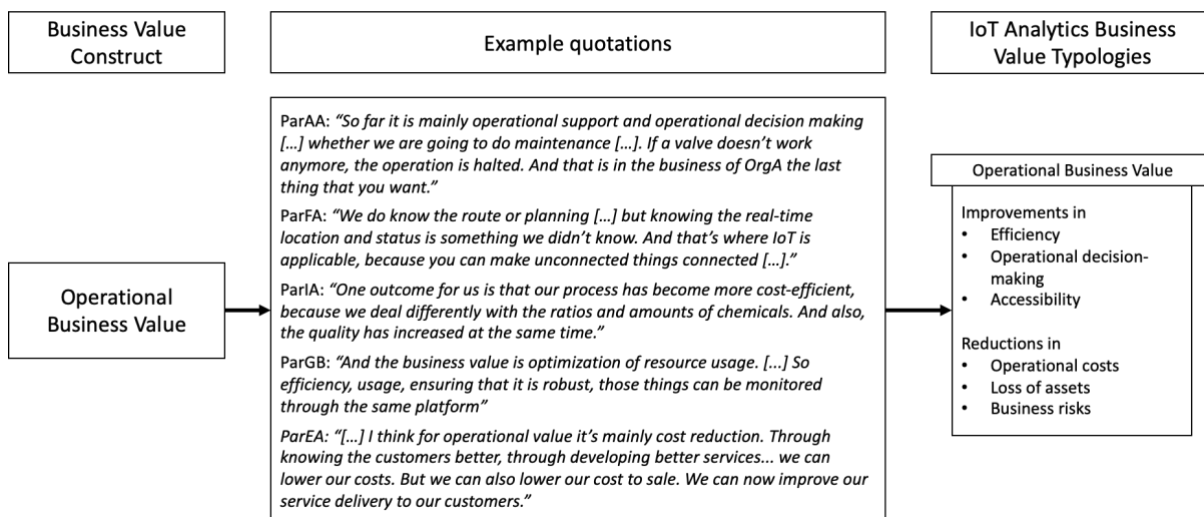 Business Value
Construct
Example quotations
IoT Analytics Business
Value Typologies
Operational
Business Value
ParAA: “So far it is mainly operational support and operational decision making
[...] whether we are going to do maintenance [...]. If a valve doesn’t work
anymore, the operation is halted. And that is in the business of OrgA the last
thing that you want.”
ParFA: “We do know the route or planning [...] but knowing the real-time
location and status is something we didn’t know. And that’s where IoT is
applicable, because you can make unconnected things connected [...].”
ParIA: “One outcome for us is that our process has become more cost-efficient,
because we deal differently with the ratios and amounts of chemicals. And also,
the quality has increased at the same time.”
ParGB: “And the business value is optimization of resource usage. [...] So
efficiency, usage, ensuring that it is robust, those things can be monitored
through the same platform”
ParEA: “[...] I think for operational value it’s mainly cost reduction. Through
knowing the customers better, through developing better services... we can
lower our costs. But we can also lower our cost to sale. We can now improve our
service delivery to our customers.”
Operational Business Value
Improvements in
• Efficiency
• Operational decision-
making
• Accessibility
Reductions in
• Operational costs
• Loss of assets
• Business risks